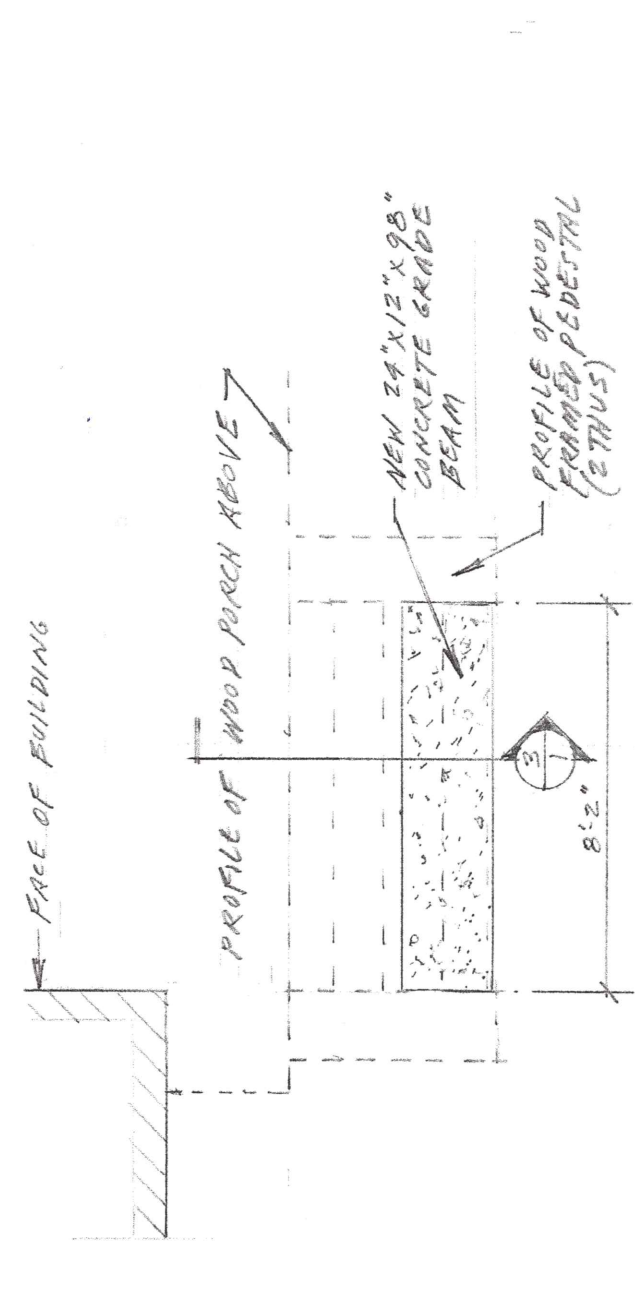 FACE OF BUILDING
PROFILE OF WOOD PORCH ABOVE
NEW 24"X12"X98"
CONCRETE GRADE
BEAM
PROFILE OF WOOD
FRAMED PEDESTAL
(2 THUS)
3
1
8'-2"